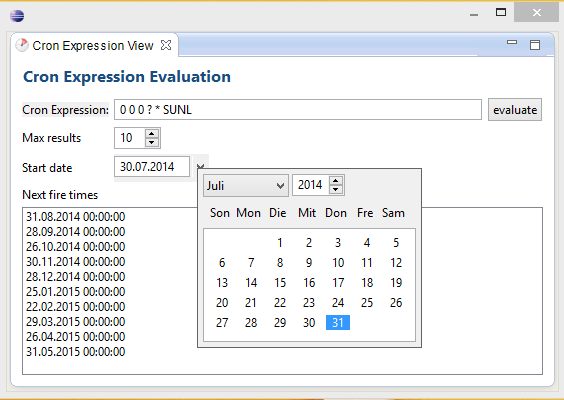 Cron Expression View
Cron Expression Evaluation
Cron Expression: 0 0 0 ? * SUNL evaluate
Max results 10
Start date 30.07.2014
Juli 2014
Next fire times
Son Mon Die Mit Don Fre Sam
31.08.2014 00:00:00
28.09.2014 00:00:00
1 2 3 4 5
26.10.2014 00:00:00
30.11.2014 00:00:00
6 7 8 9 10 11 12
28.12.2014 00:00:00
13 14 15 16 17 18 19
25.01.2015 00:00:00
22.02.2015 00:00:00
20 21 22 23 24 25 26
29.03.2015 00:00:00
27 28 29 30 31
26.04.2015 00:00:00
31.05.2015 00:00:00